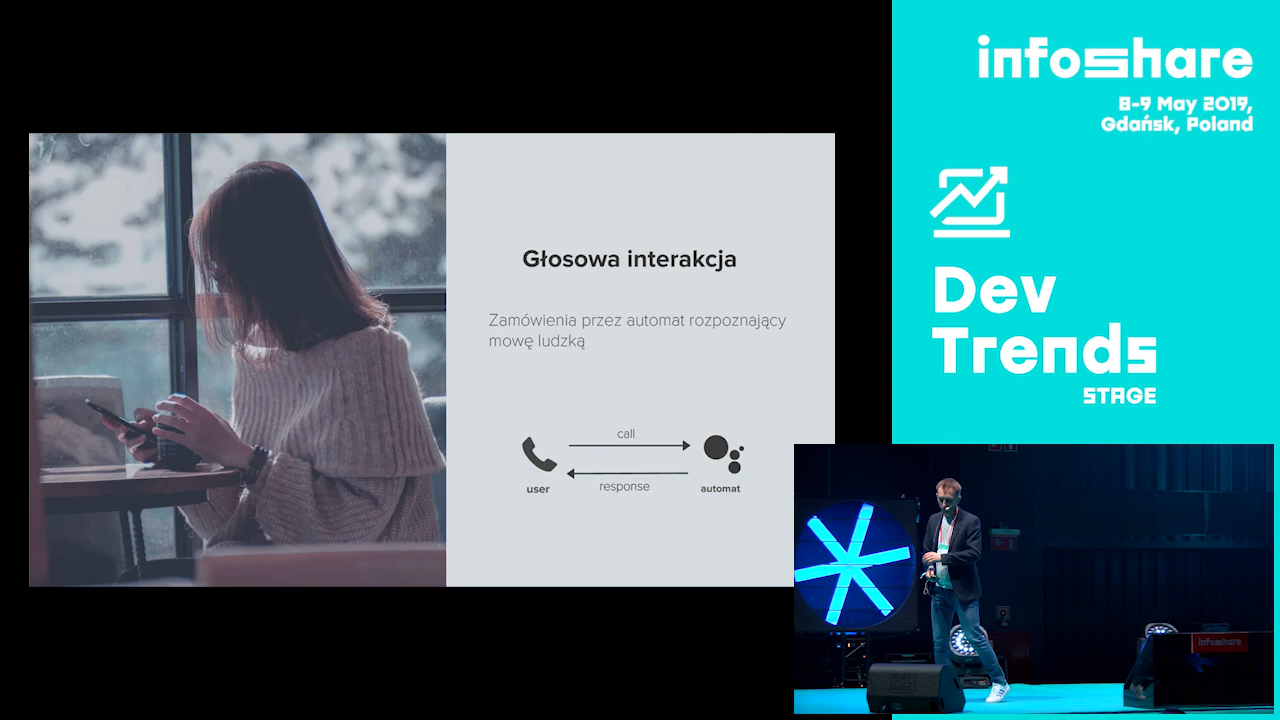 infoshare
8-9 May 2019,
Gdańsk, Poland
Dev
Trends
STAGE
Głosowa interakcja
Zamówienia przez automat rozpoznający
mowę ludzką
call
response
user
automat
infoshare